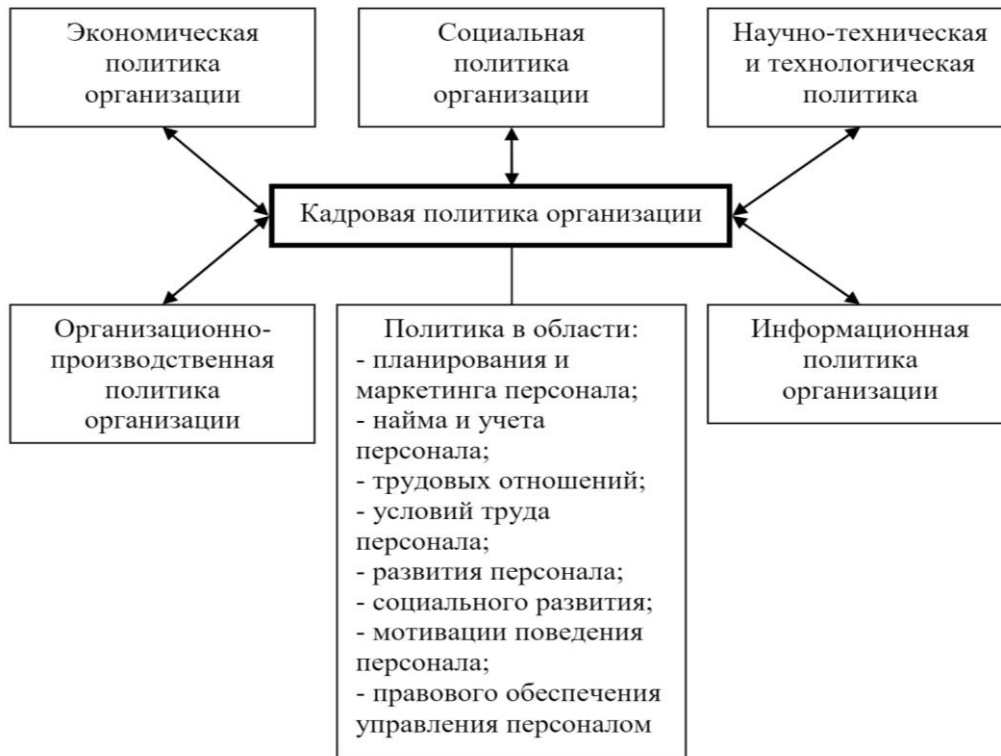 Экономическая
политика
организации
Социальная
политика
организации
Научно-техническая
и технологическая
политика
Кадровая политика организации
Организационно-
производственная
политика
организации
Политика в области:
- планирования и
маркетинга персонала;
- найма и учета
персонала;
- трудовых отношений;
- условий труда
персонала;
- развития персонала;
- социального развития;
- мотивации поведения
персонала;
- правового обеспечения
управления персоналом
Информационная
политика
организации